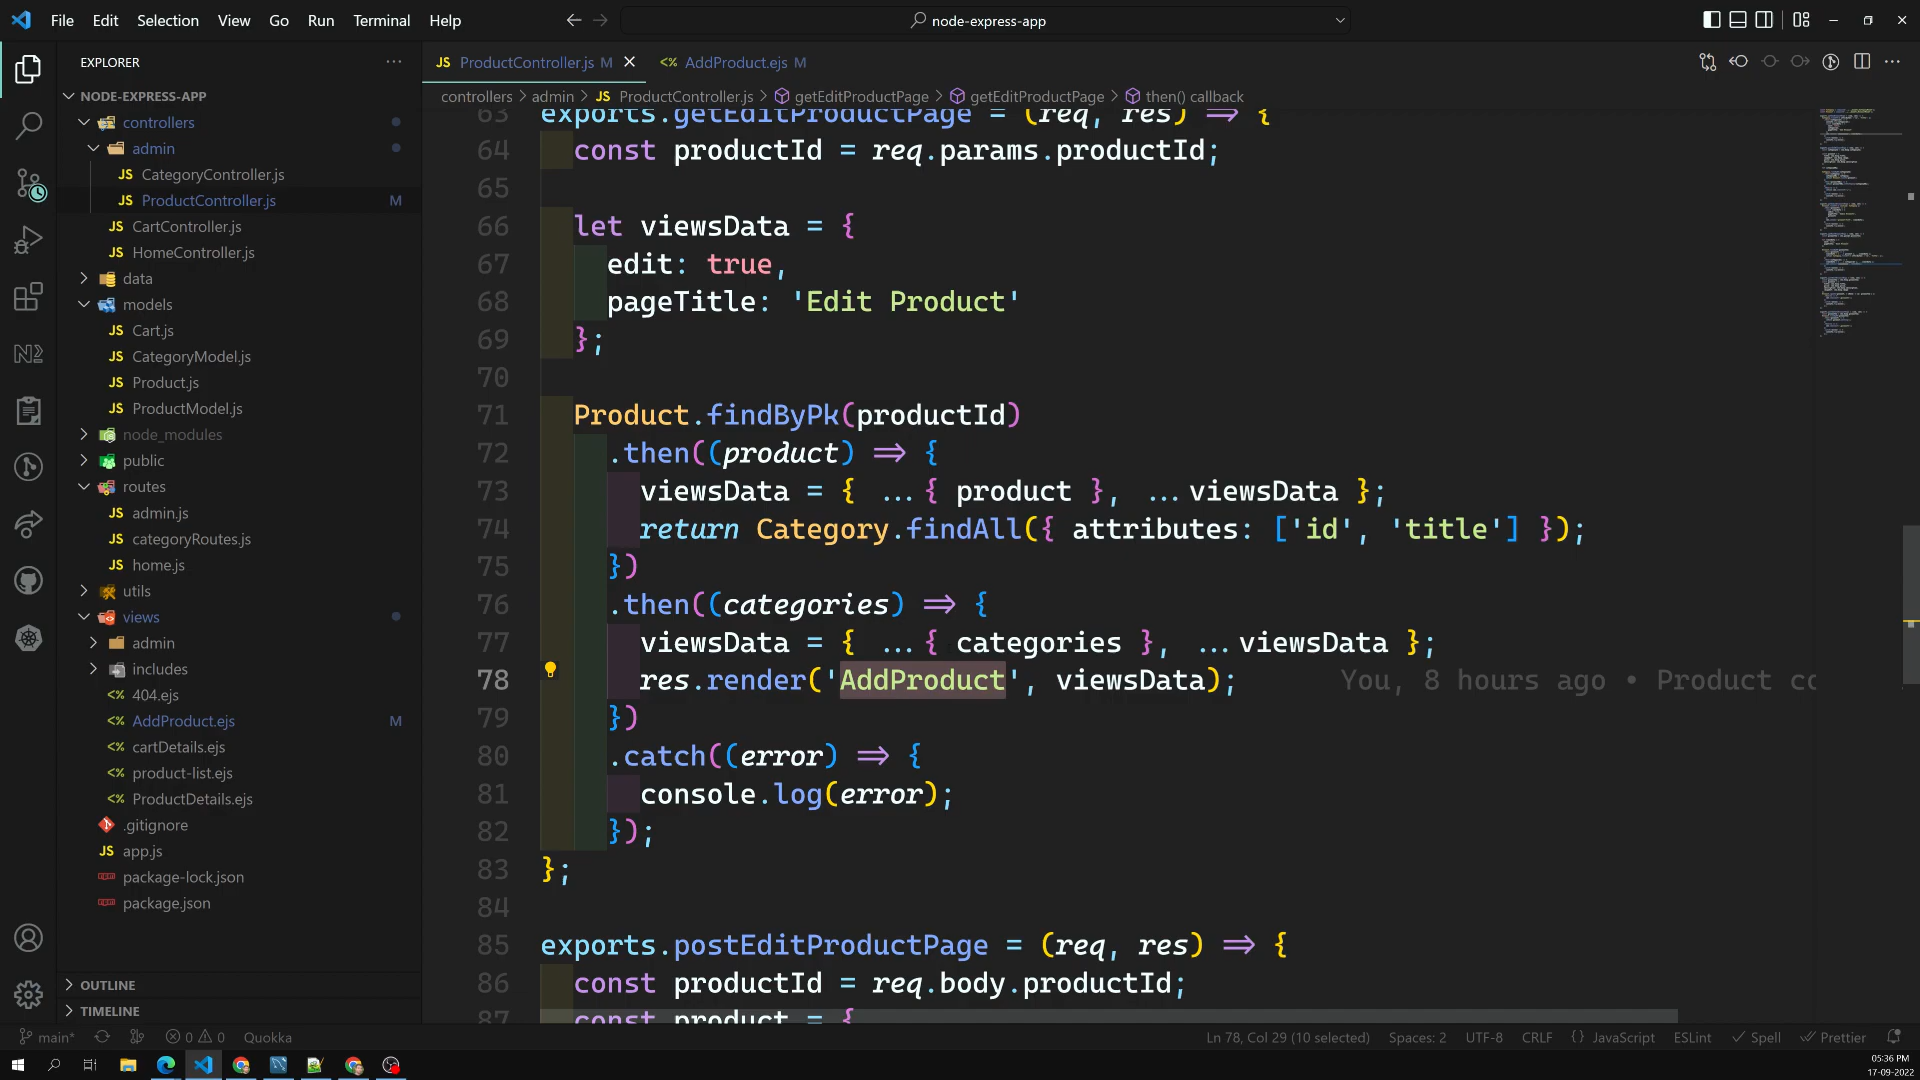 File Edit Selection View Go Run Terminal Help
node-express-app
EXPLORER
NODE-EXPRESS-APP
controllers
admin
JS CategoryController.js
JS ProductController.js M
JS CartController.js
JS HomeController.js
data
models
JS Cart.js
JS CategoryModel.js
JS Product.js
JS ProductModel.js
node_modules
public
routes
JS admin.js
JS categoryRoutes.js
JS home.js
utils
views
admin
includes
<% 404.ejs
<% AddProduct.ejs M
<% cartDetails.ejs
<% product-list.ejs
<% ProductDetails.ejs
.gitignore
JS app.js
package-lock.json
package.json
OUTLINE
TIMELINE
JS ProductController.js M
<% AddProduct.ejs M
controllers > admin > JS ProductController.js > getEditProductPage > getEditProductPage > then() callback
63 exports.getEditProductPage = (req, res) => {
64 const productId = req.params.productId;
65
66 let viewsData = {
67 edit: true,
68 pageTitle: 'Edit Product'
69 };
70
71 Product.findByPk(productId)
72 .then((product) => {
73 viewsData = { ...{ product }, ...viewsData };
74 return Category.findAll({ attributes: ['id', 'title'] });
75 })
76 .then((categories) => {
77 viewsData = { ...{ categories }, ...viewsData };
78 res.render('AddProduct', viewsData); You, 8 hours ago • Product co
79 })
80 .catch((error) => {
81 console.log(error);
82 });
83 };
84
85 exports.postEditProductPage = (req, res) => {
86 const productId = req.body.productId;
87 const product = {
main* 0 0 Quokka
Ln 78, Col 29 (10 selected) Spaces: 2 UTF-8 CRLF {} JavaScript ESLint Spell Prettier
05:36 PM
17-09-2022